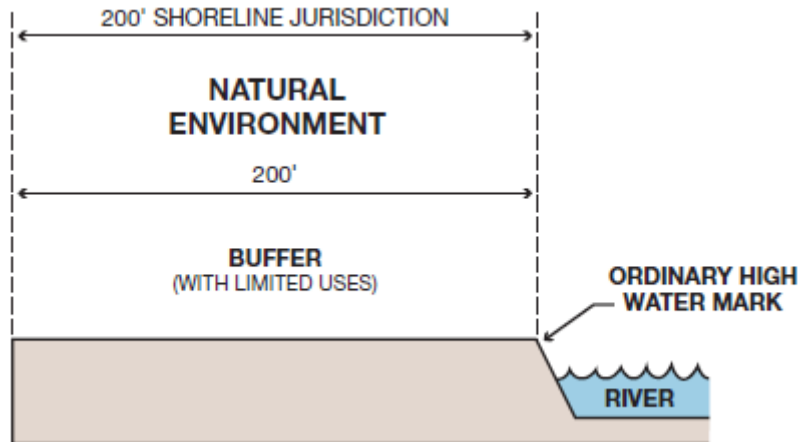 200' SHORELINE JURISDICTION
NATURAL
ENVIRONMENT
200'
BUFFER
(WITH LIMITED USES)
ORDINARY HIGH
WATER MARK
RIVER